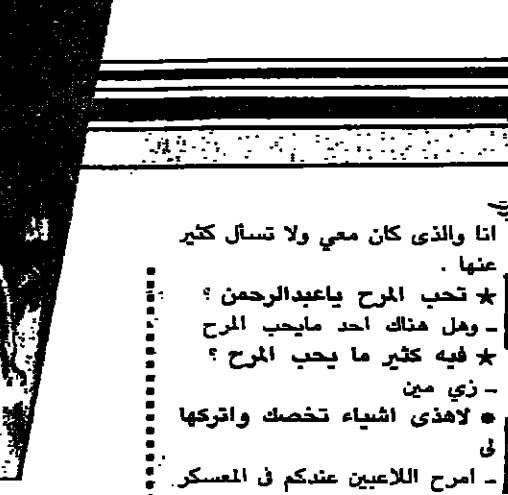 انا والذى كان معي ولا تسأل كثير
عنها .
★ تحب المرح ياعبدالرحمن ؟
ـ وهل هناك احد مايحب المرح
★ فيه كثير ما يحب المرح ؟
ـ زي مين
* لاهذى اشياء تخصك واتركها
لى
ـ امرح اللاعبين عندكم فى المعسكر